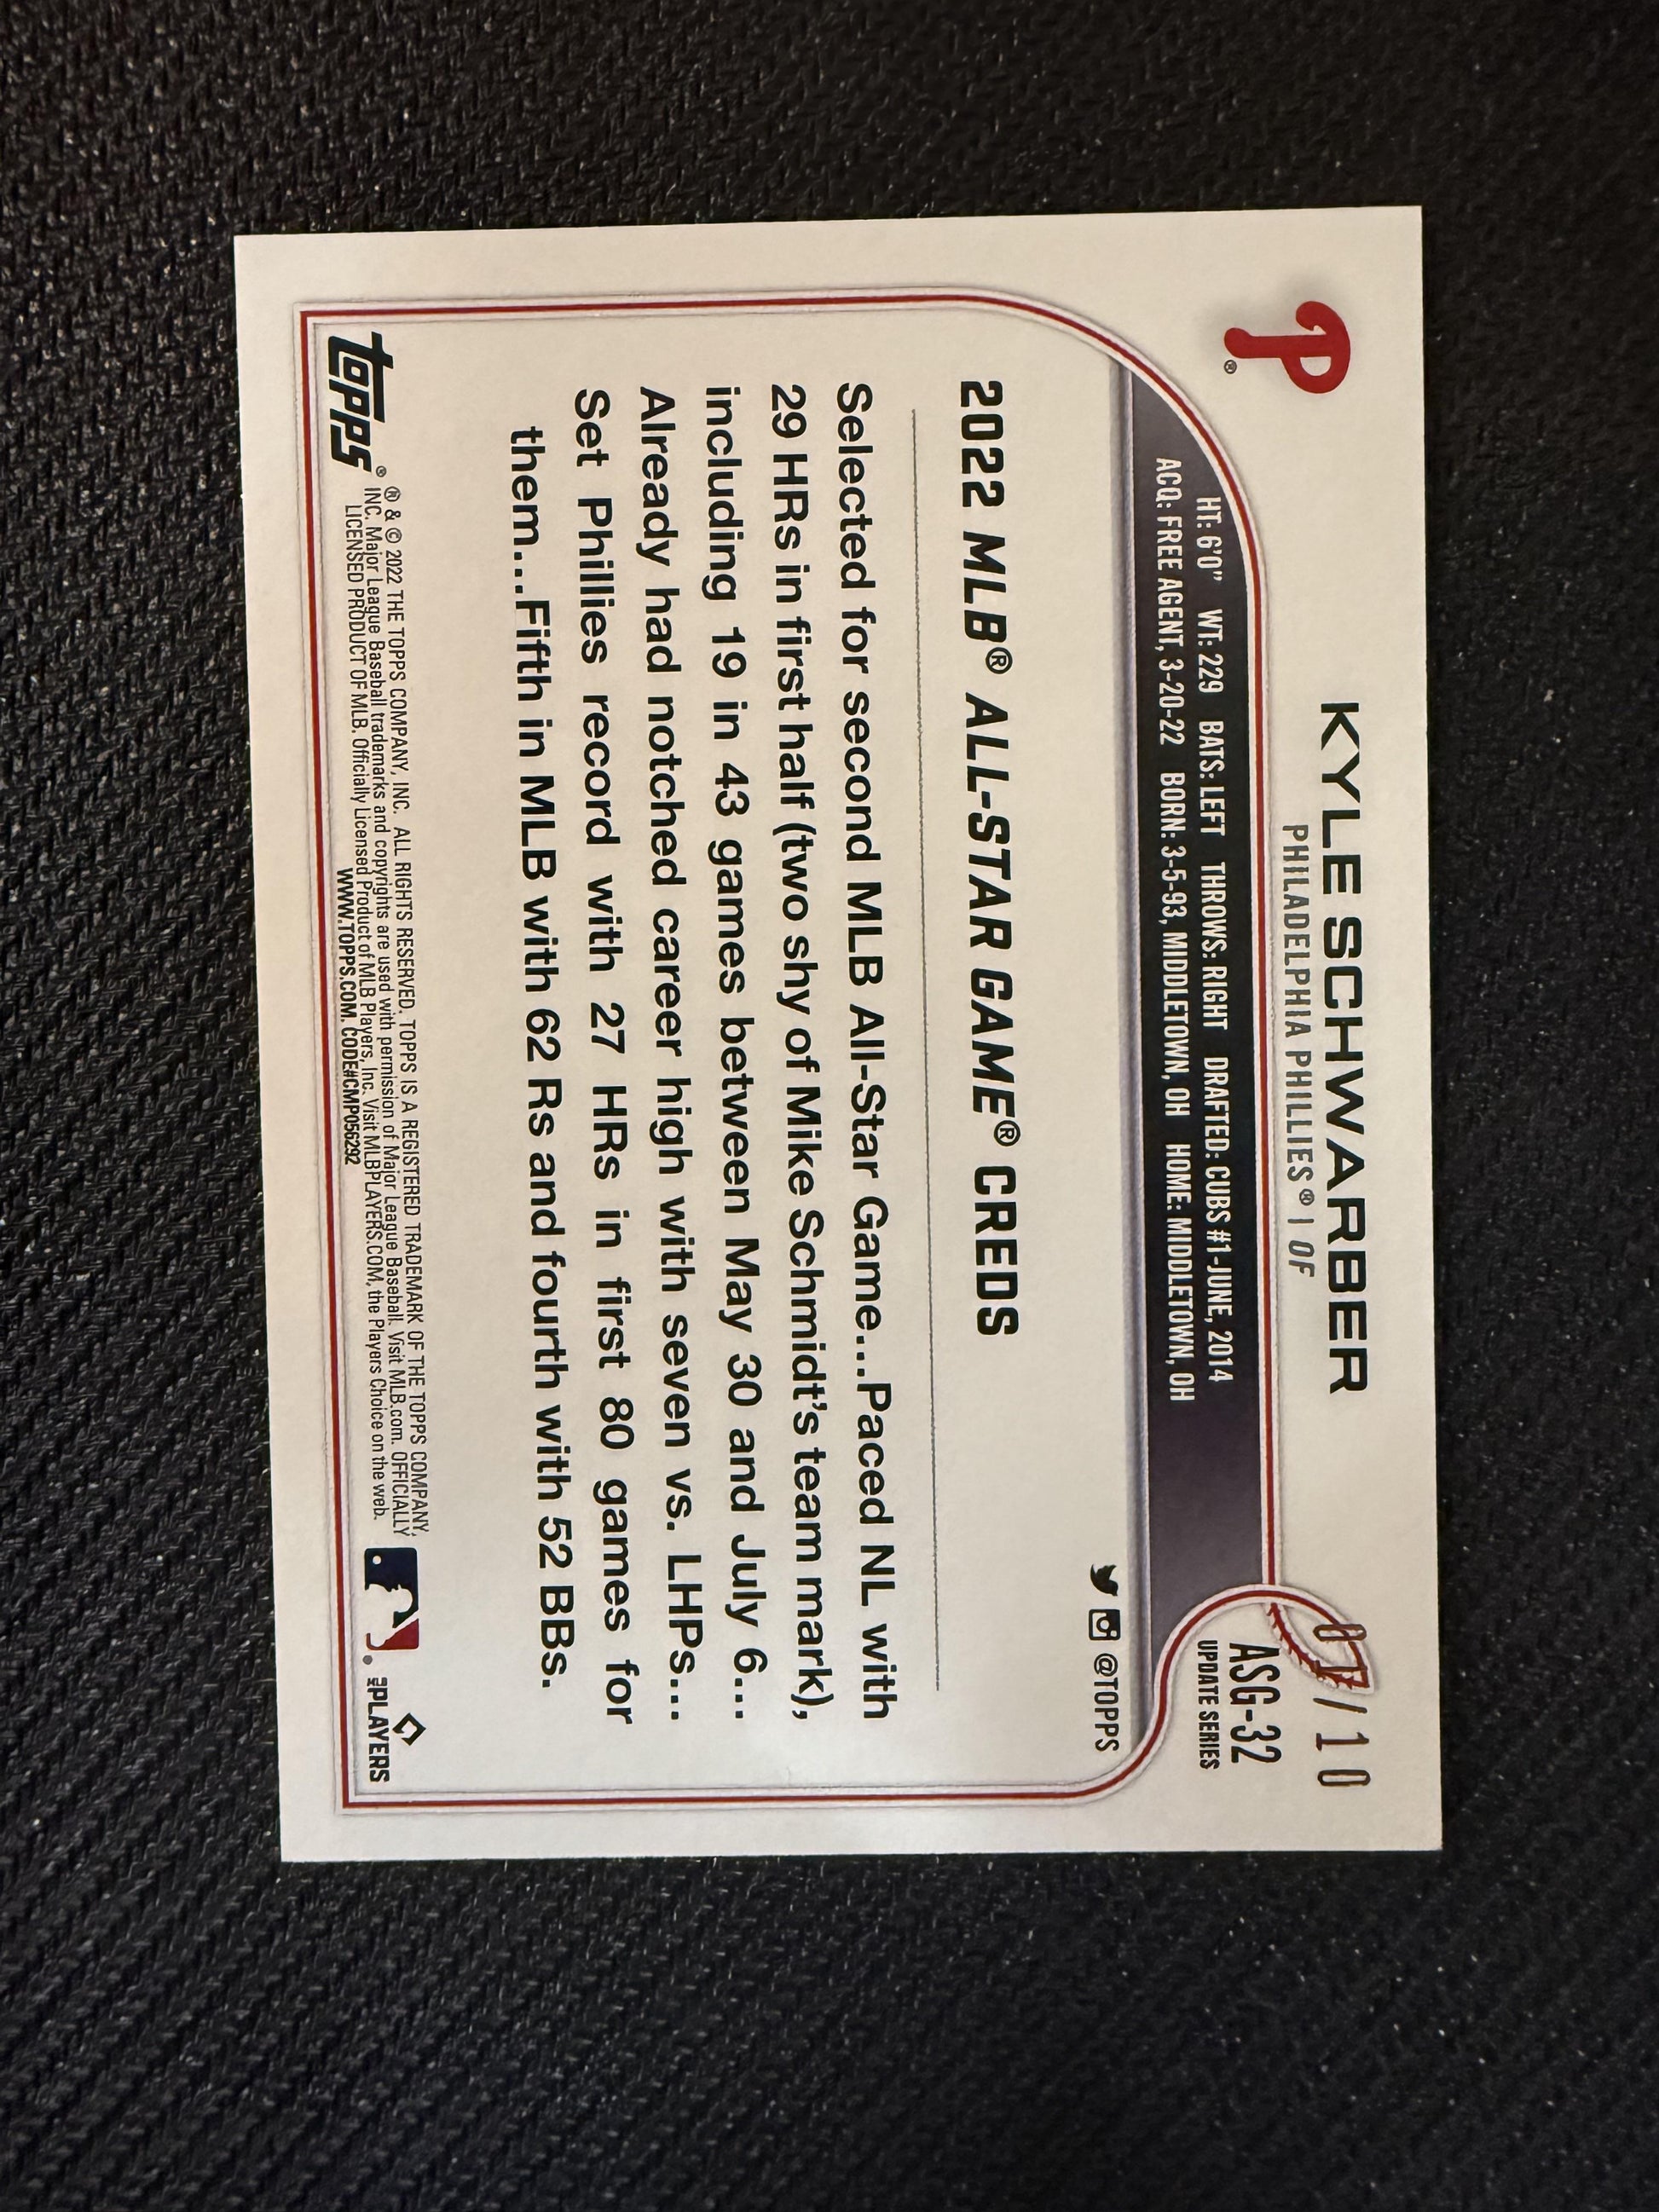 P®
KYLE SCHWARBER
PHILADELPHIA PHILLIES® | OF
/10
ASG-32
UPDATE SERIES
HT: 6'0" WT: 229 BATS: LEFT THROWS: RIGHT DRAFTED: CUBS #1-JUNE, 2014
ACQ: FREE AGENT, 3-20-22 BORN: 3-5-93, MIDDLETOWN, OH HOME: MIDDLETOWN, OH
@TOPPS
2022 MLB® ALL-STAR GAME® CREDS
Selected for second MLB All-Star Game...Paced NL with
29 HRs in first half (two shy of Mike Schmidt's team mark),
including 19 in 43 games between May 30 and July 6...
Already had notched career high with seven vs. LHPs...
Set Phillies record with 27 HRs in first 80 games for
them...Fifth in MLB with 62 Rs and fourth with 52 BBs.
topps®
® & © 2022 THE TOPPS COMPANY, INC. ALL RIGHTS RESERVED. TOPPS IS A REGISTERED TRADEMARK OF THE TOPPS COMPANY,
INC. Major League Baseball trademarks and copyrights are used with permission of Major League Baseball. Visit MLB.com. OFFICIALLY
LICENSED PRODUCT OF MLB. Officially Licensed Product of MLB Players, Inc. Visit MLBPLAYERS.COM, the Players Choice on the web.
WWW.TOPPS.COM. CODE#CMP056292
MLB PLAYERS